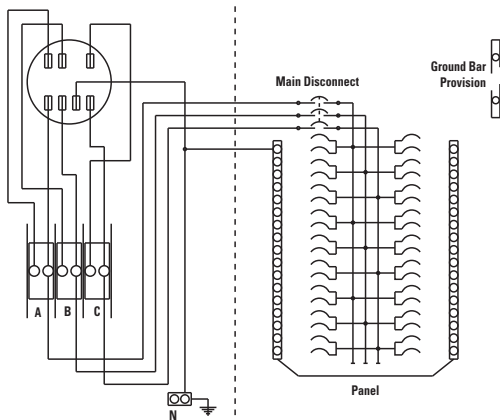 Main Disconnect
Ground Bar
Provision
A B C
N
Panel